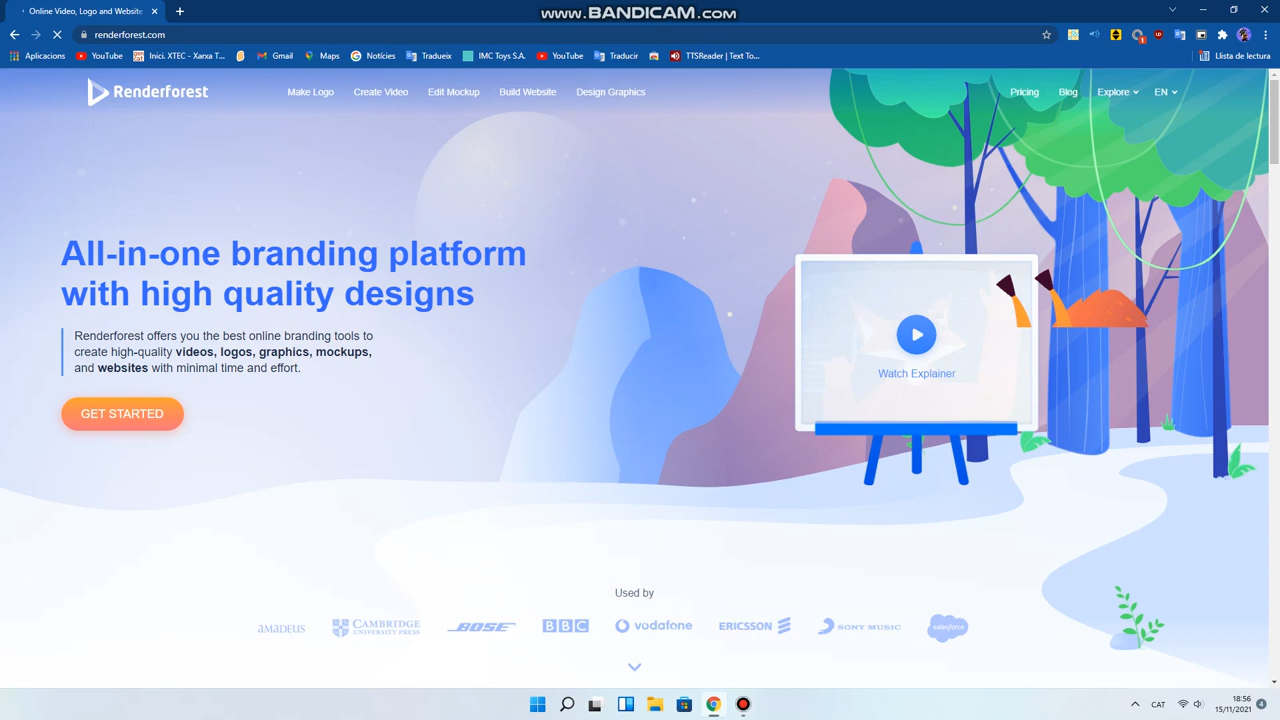 www.BANDICAM.com
Online Video, Logo and Website
renderforest.com
Aplicaciones
YouTube
Inici. XTEC - Xarxa T...
Gmail
Maps
Notícies
Tradueix
IMC Toys S.A.
YouTube
Traducir
TTSReader | Text To...
Llista de lectura
Renderforest
Make Logo
Create Video
Edit Mockup
Build Website
Design Graphics
Pricing
Blog
Explore
EN
All-in-one branding platform
with high quality designs
Renderforest offers you the best online branding tools to
create high-quality videos, logos, graphics, mockups,
and websites with minimal time and effort.
GET STARTED
Watch Explainer
Used by
amadeus
CAMBRIDGE
UNIVERSITY PRESS
BOSE
BBC
vodafone
ERICSSON
SONY MUSIC
salesforce
CAT
18:56
15/11/2021
4